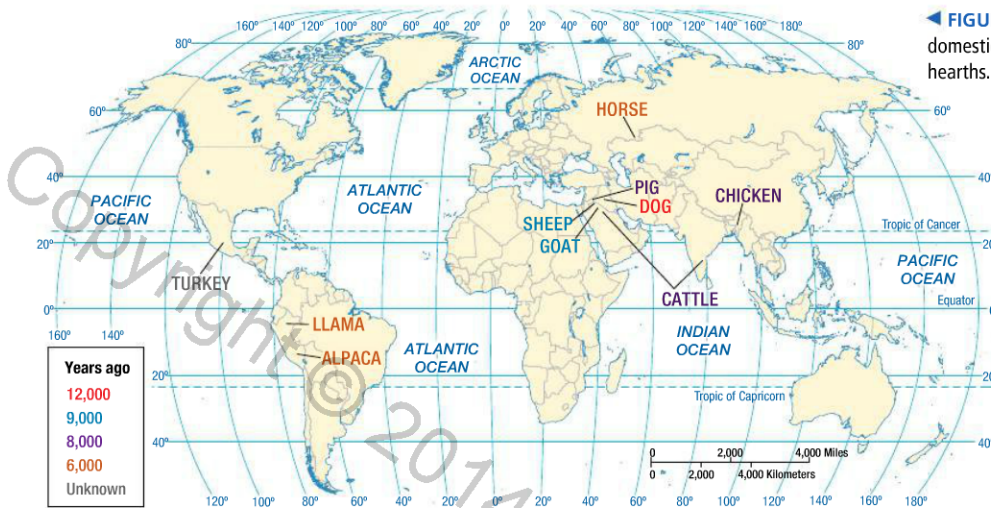 160° 140° 120° 100° 80° 60° 40° 20° 0° 20° 40° 60° 80° 100° 120° 140° 160° 180°
◄ FIGU
domesti
hearths.
80° 80°
ARCTIC
OCEAN
60° 60°
HORSE
40° 40°
PACIFIC
OCEAN
ATLANTIC
OCEAN
PIG
DOG
CHICKEN
SHEEP
GOAT
Tropic of Cancer
20° 20
PACIFIC
OCEAN
TURKEY
CATTLE
Equator
0° 0°
160° 140°
LLAMA
ALPACA
ATLANTIC
OCEAN
INDIAN
OCEAN
Years ago
12,000
9,000
8,000
6,000
Unknown
20° 20°
Tropic of Capricorn
40° 40°
0 2,000 4,000 Miles
0 2,000 4,000 Kilometers
120° 100° 80° 60° 40° 20° 0° 20° 40° 60° 80° 100° 120° 140° 160° 180°
Copyright © 2014